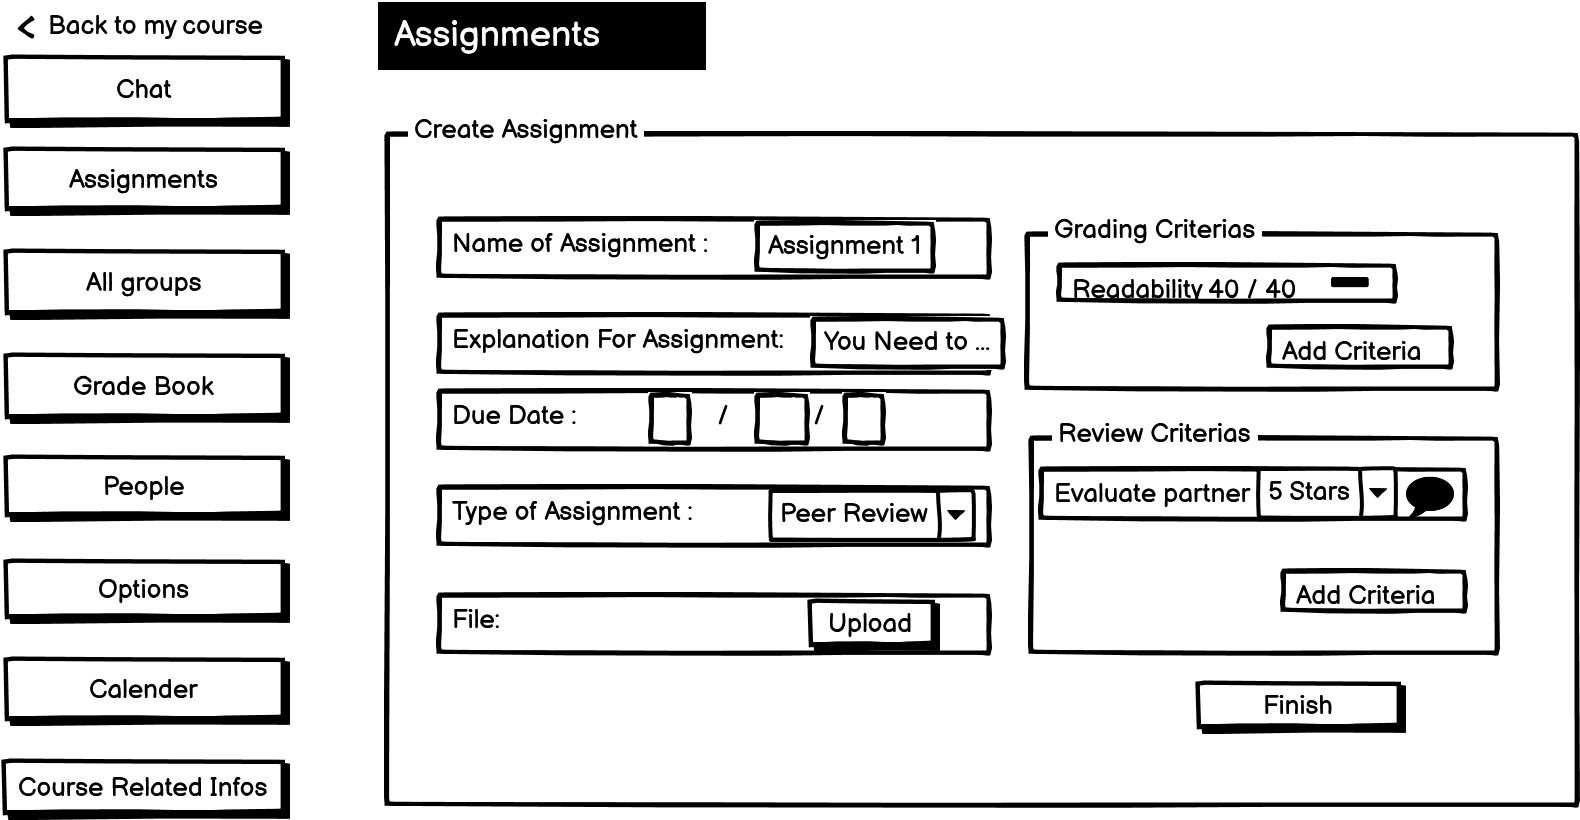 Back to my course
Chat
Assignments
All groups
Grade Book
People
Options
Calender
Course Related Infos
Assignments
Create Assignment
Name of Assignment : Assignment 1
Explanation For Assignment: You Need to ...
Due Date : / /
Type of Assignment : Peer Review
File: Upload
Grading Criterias
Readability 40 / 40
Add Criteria
Review Criterias
Evaluate partner 5 Stars
Add Criteria
Finish